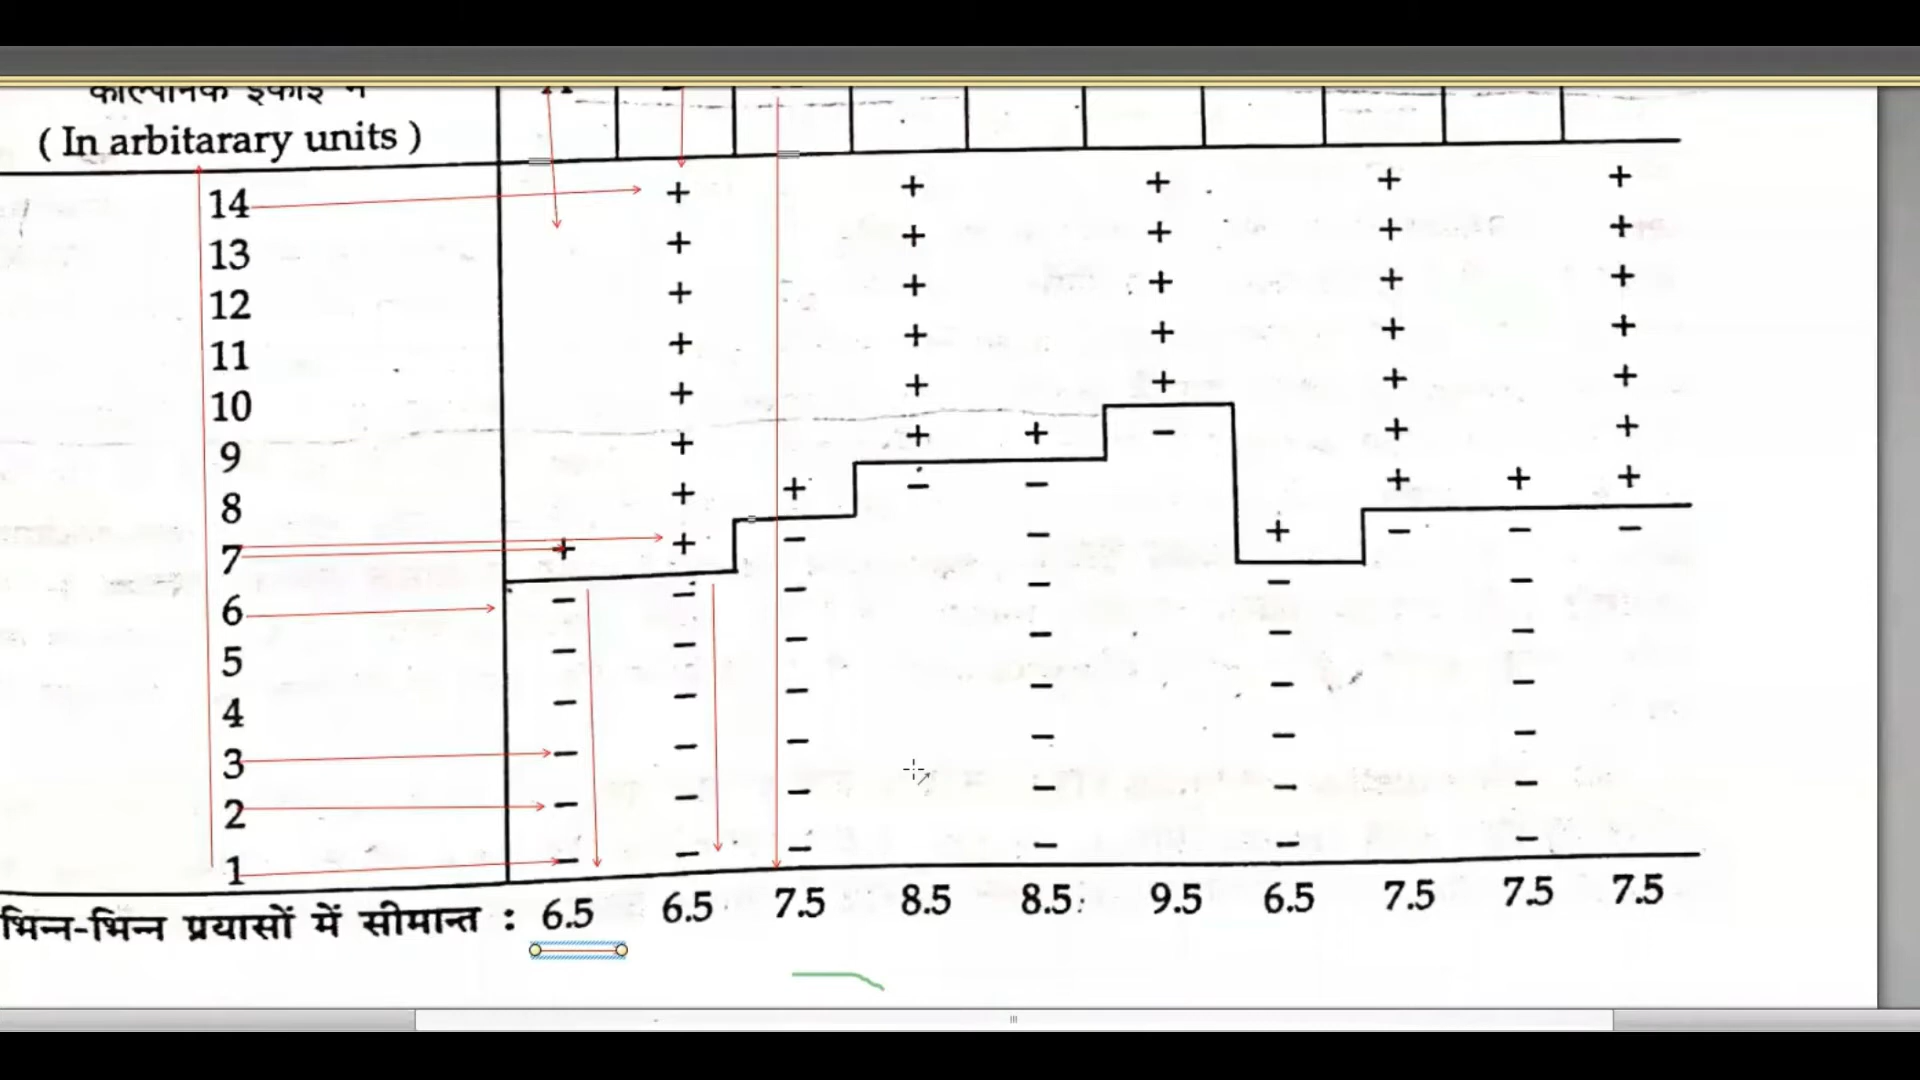 ( In arbitarary units )
14 + + + + +
13 + + + + +
12 + + + + +
11 + + + + +
10 + + + + +
9 + + + − + +
8 + + − − + + +
7 + + − − + − − −
6 − − − − − −
5 − − − − − −
4 − − − − − −
3 − − − − − −
2 − − − − − −
1 − − − − − −
भिन्न-भिन्न प्रयासों में सीमान्त : 6.5 6.5 7.5 8.5 8.5 9.5 6.5 7.5 7.5 7.5